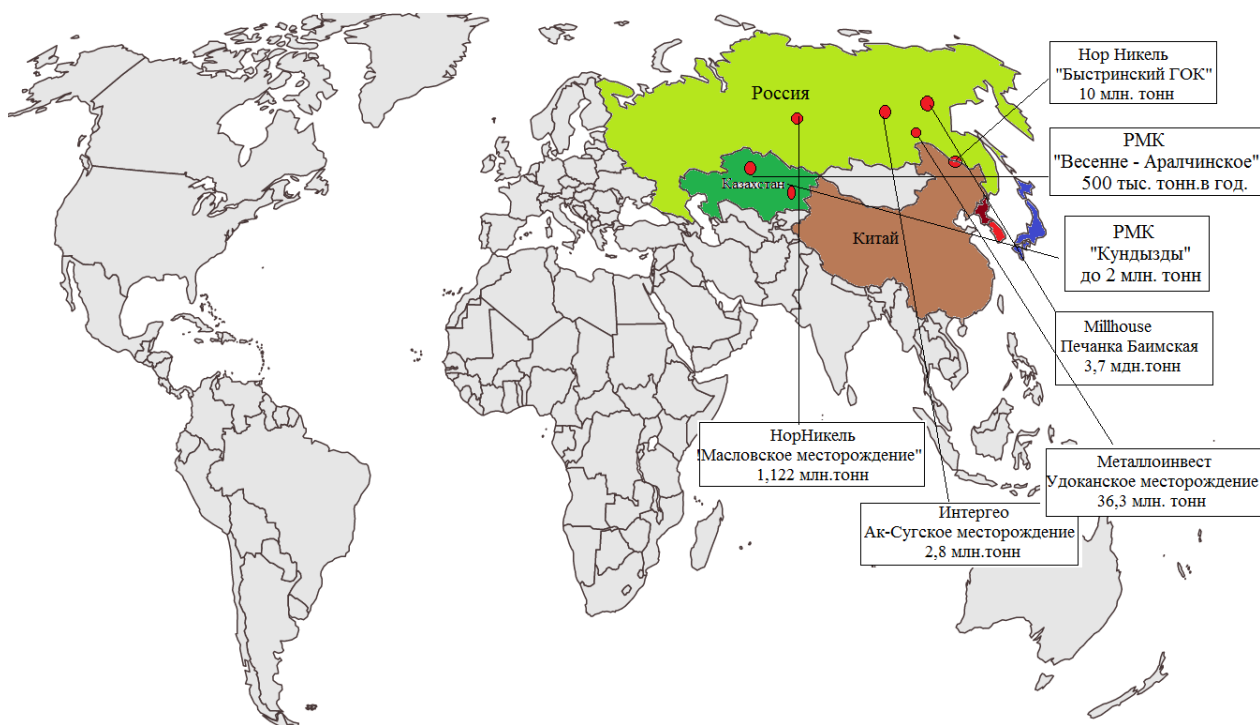 Россия
Казахстан
Китай
Нор Никель
"Быстринский ГОК"
10 млн. тонн
РМК
"Весенне - Аралчинское"
500 тыс. тонн.в год.
РМК
"Кундызды"
до 2 млн. тонн
Millhouse
Печанка Баимская
3,7 мдн.тонн
НорНикель
!Масловское месторождение"
1,122 млн.тонн
Металлоинвест
Удоканское месторождение
36,3 млн. тонн
Интергео
Ак-Сугское месторождение
2,8 млн.тонн